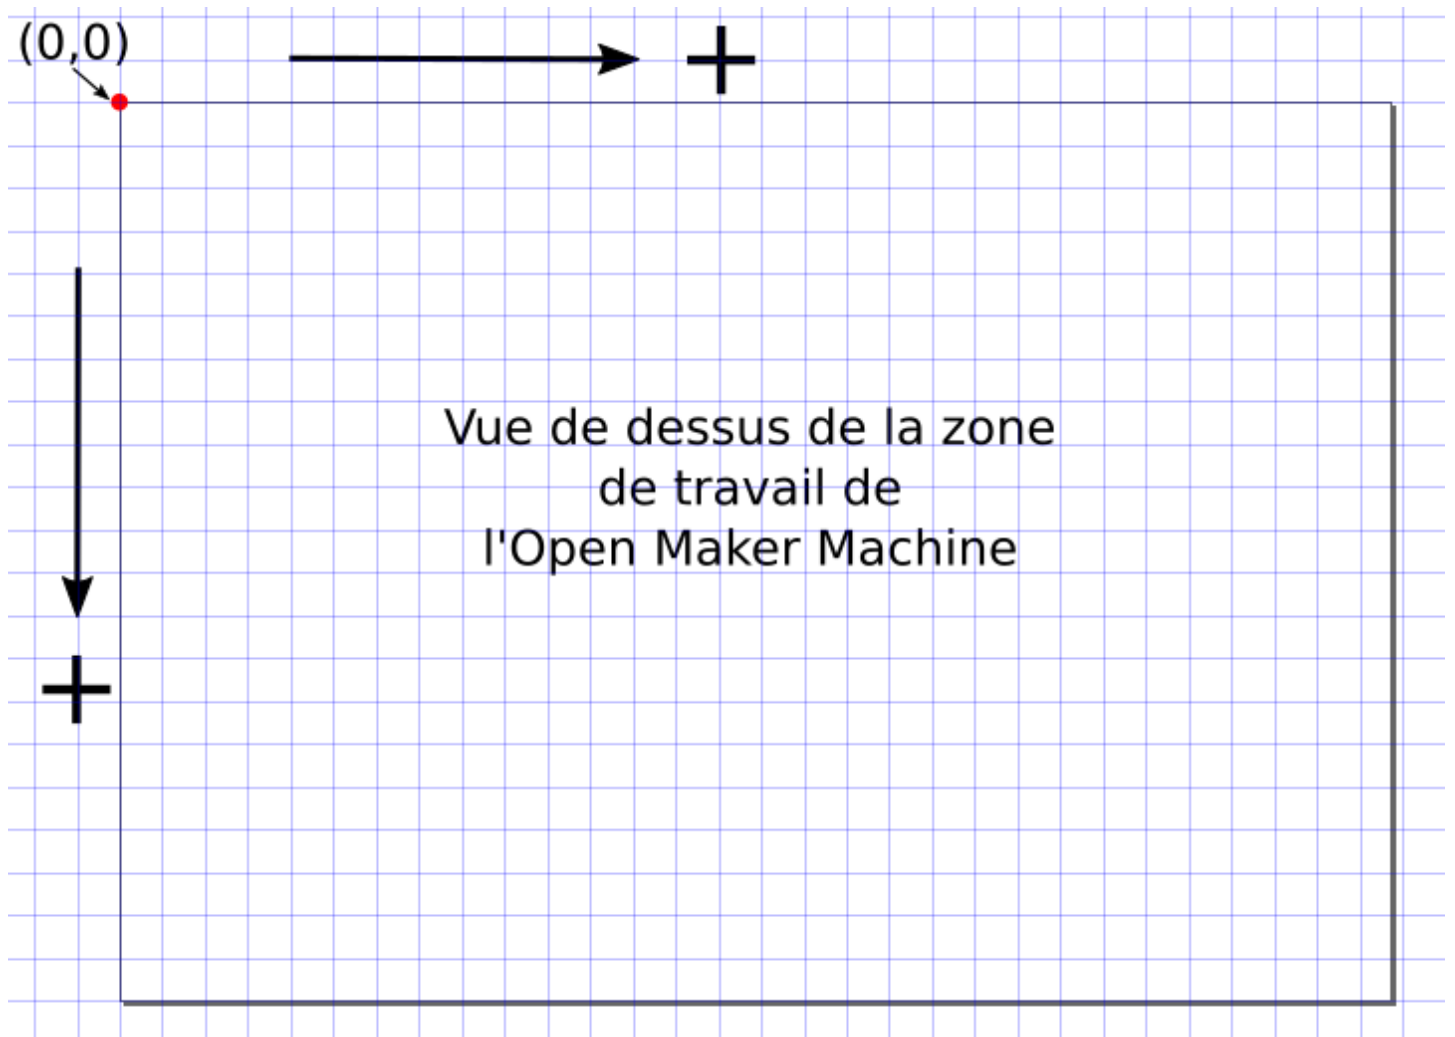 (0,0)
+
+
Vue de dessus de la zone
de travail de
l'Open Maker Machine